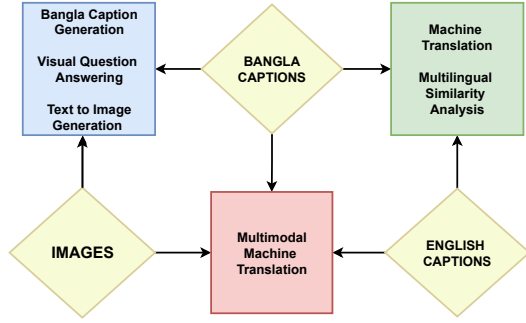 Bangla Caption
Generation
Visual Question
Answering
Text to Image
Generation
BANGLA
CAPTIONS
Machine
Translation
Multilingual
Similarity
Analysis
IMAGES
Multimodal
Machine
Translation
ENGLISH
CAPTIONS